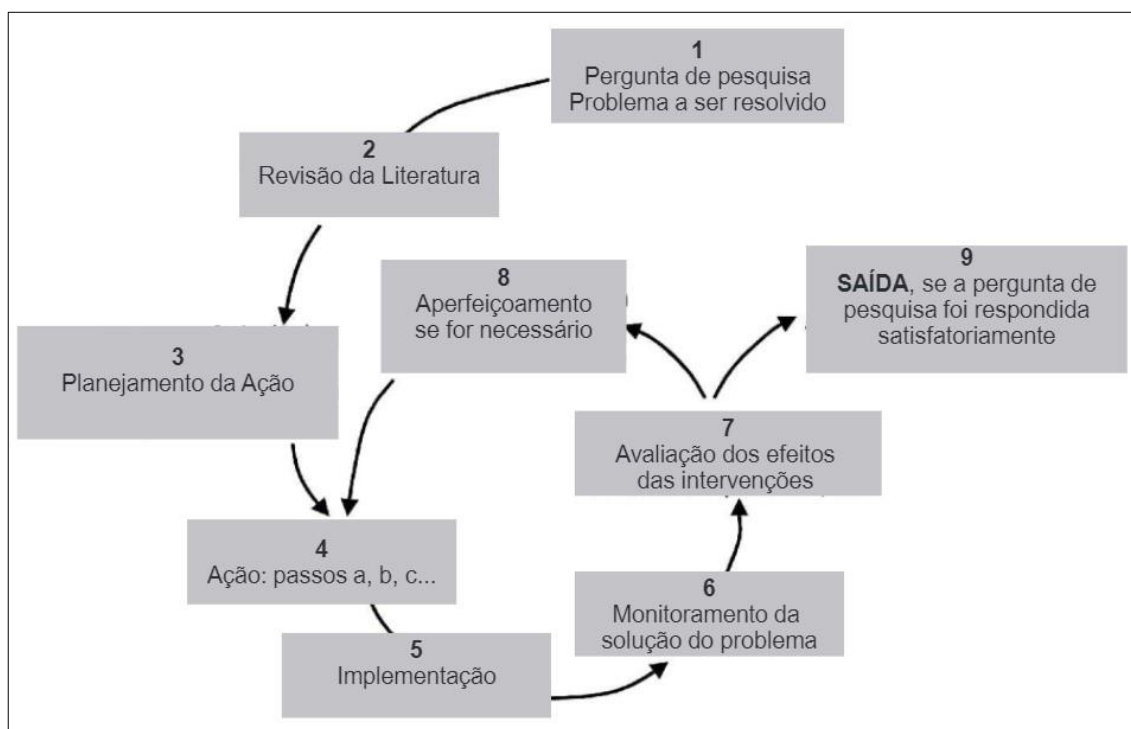 1
Pergunta de pesquisa
Problema a ser resolvido
2
Revisão da Literatura
3
Planejamento da Ação
4
Ação: passos a, b, c...
5
Implementação
6
Monitoramento da
solução do problema
7
Avaliação dos efeitos
das intervenções
8
Aperfeiçoamento
se for necessário
9
SAÍDA, se a pergunta de
pesquisa foi respondida
satisfatoriamente